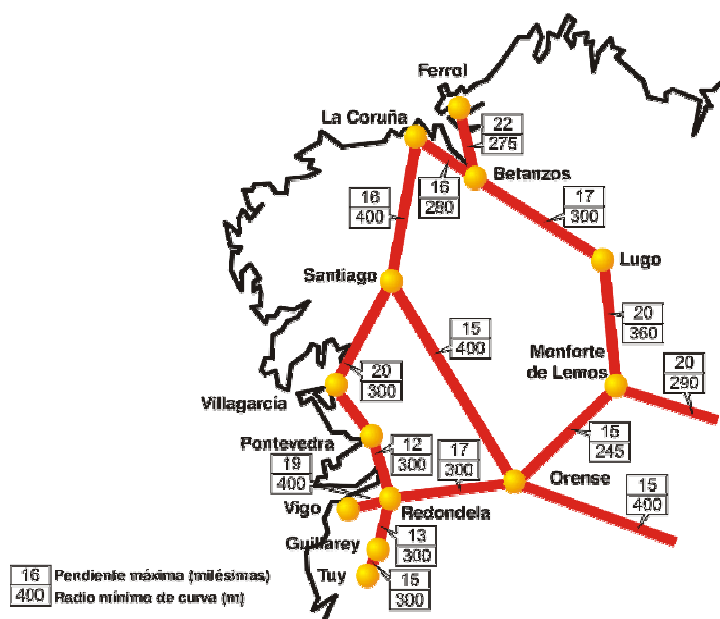 Ferrol
La Coruña
22
275
Betanzos
16
280
17
300
16
400
Lugo
Santiago
20
360
15
400
Monforte
de Lemos
20
290
20
300
Villagarcía
15
245
Pontevedra
12
300
17
300
19
400
Orense
15
400
Vigo
Redondela
Guillarey
13
300
Tuy
15
300
16 Pendiente máxima (milésimas)
400 Radio mínimo de curva (m)